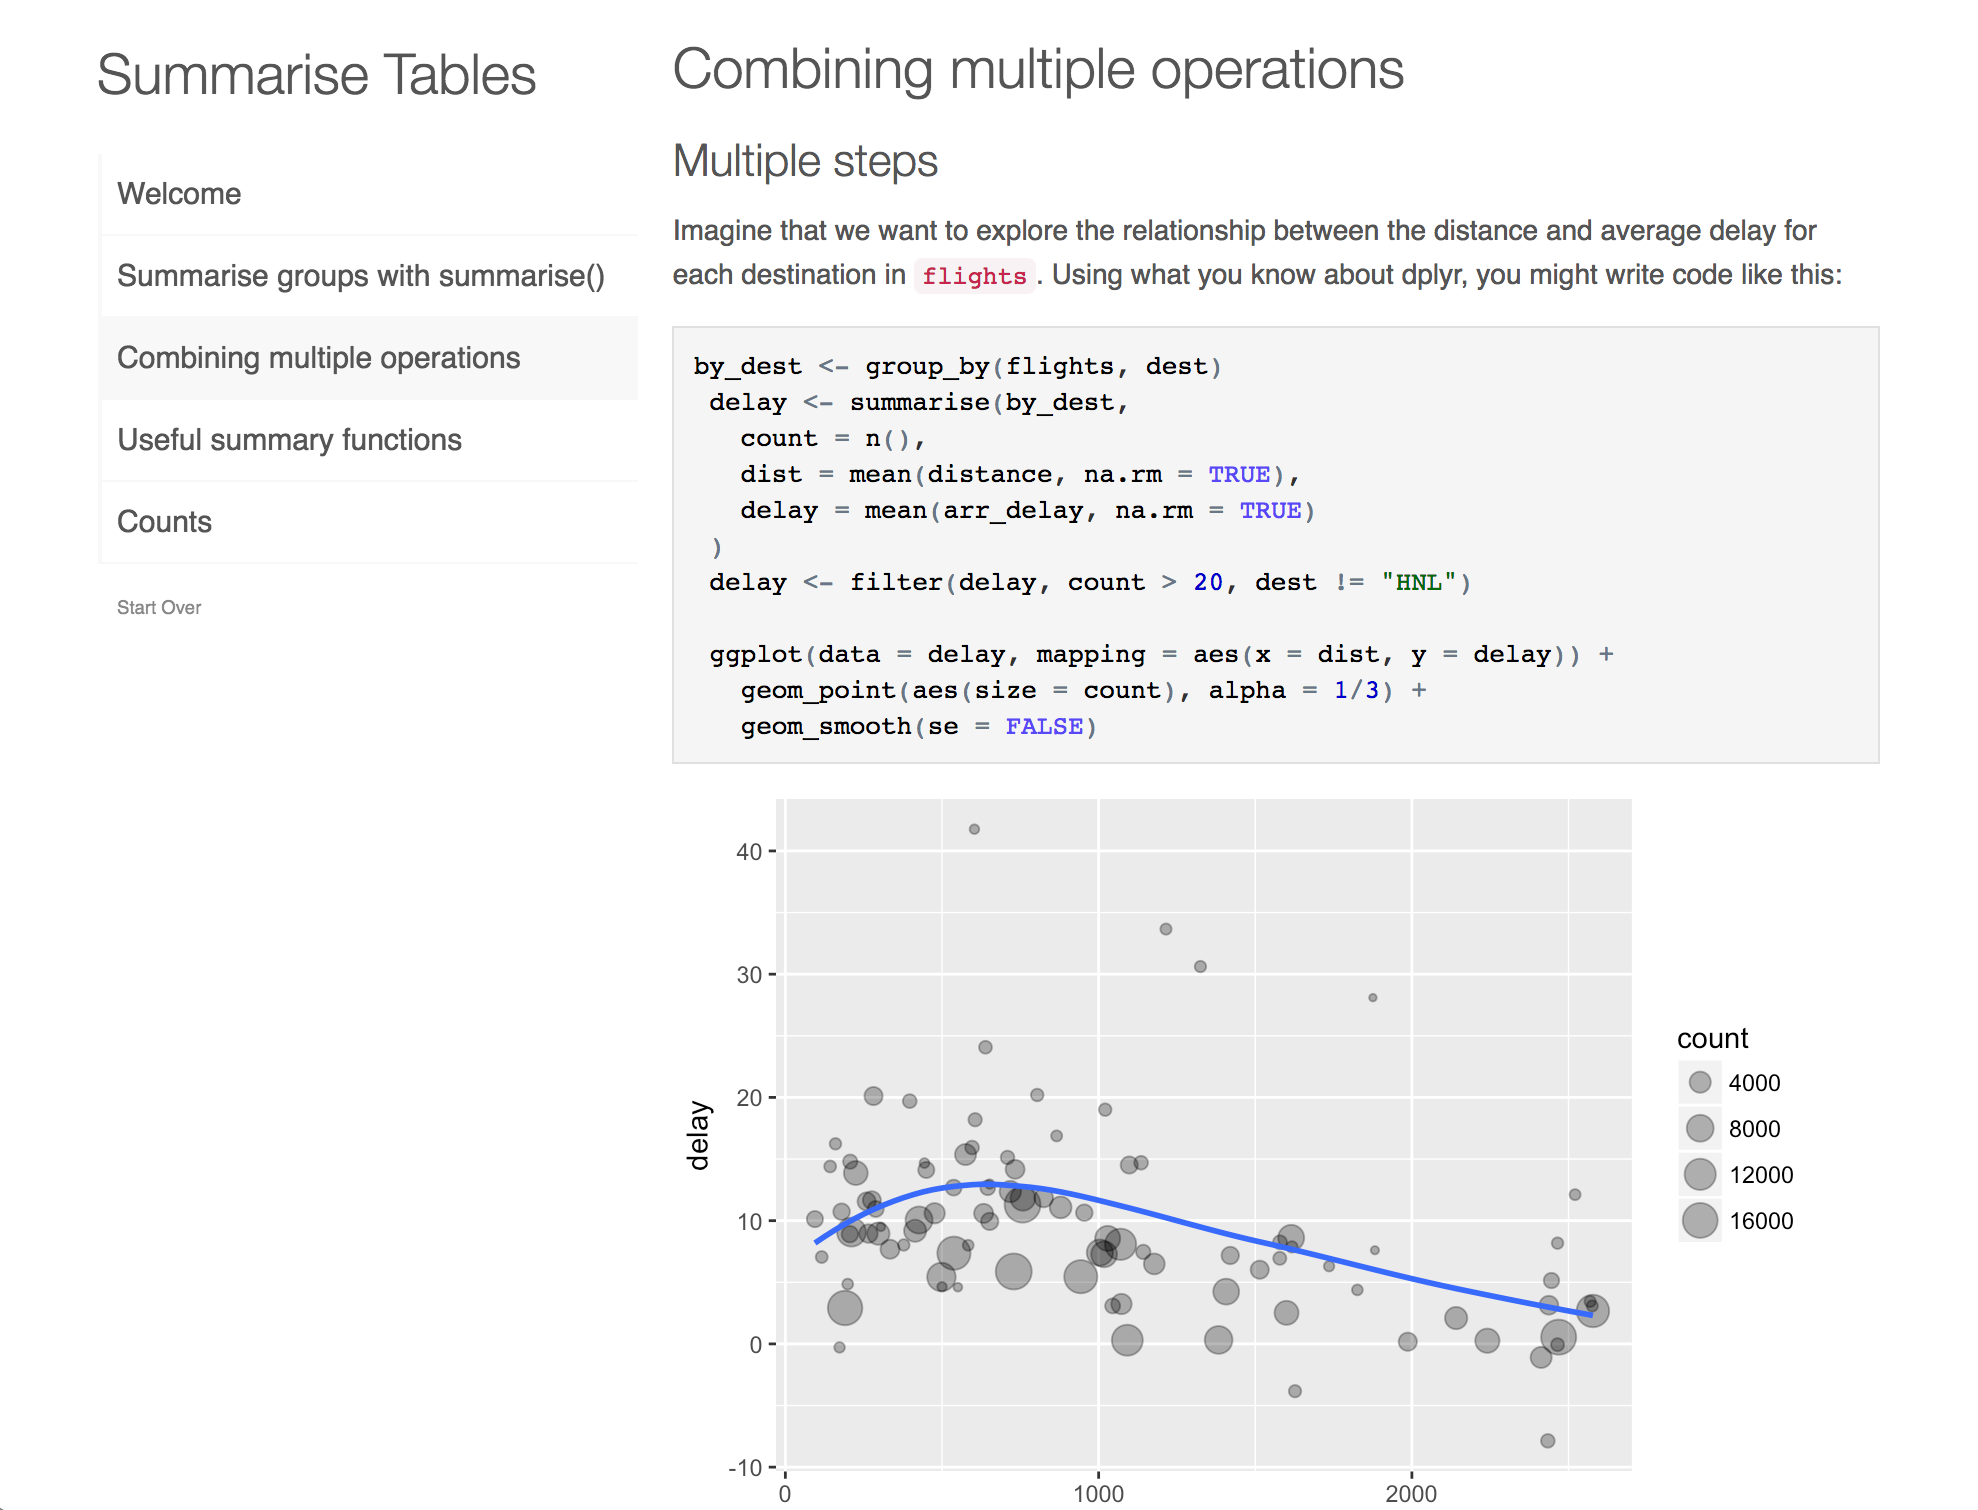 Summarise Tables
Welcome
Summarise groups with summarise()
Combining multiple operations
Useful summary functions
Counts
Start Over
Combining multiple operations
Multiple steps
Imagine that we want to explore the relationship between the distance and average delay for
each destination in flights. Using what you know about dplyr, you might write code like this:
by_dest <- group_by(flights, dest)
 delay <- summarise(by_dest,
   count = n(),
   dist = mean(distance, na.rm = TRUE),
   delay = mean(arr_delay, na.rm = TRUE)
 )
 delay <- filter(delay, count > 20, dest != "HNL")
 ggplot(data = delay, mapping = aes(x = dist, y = delay)) +
   geom_point(aes(size = count), alpha = 1/3) +
   geom_smooth(se = FALSE)
delay
40
30
20
10
0
-10
0
1000
2000
count
4000
8000
12000
16000